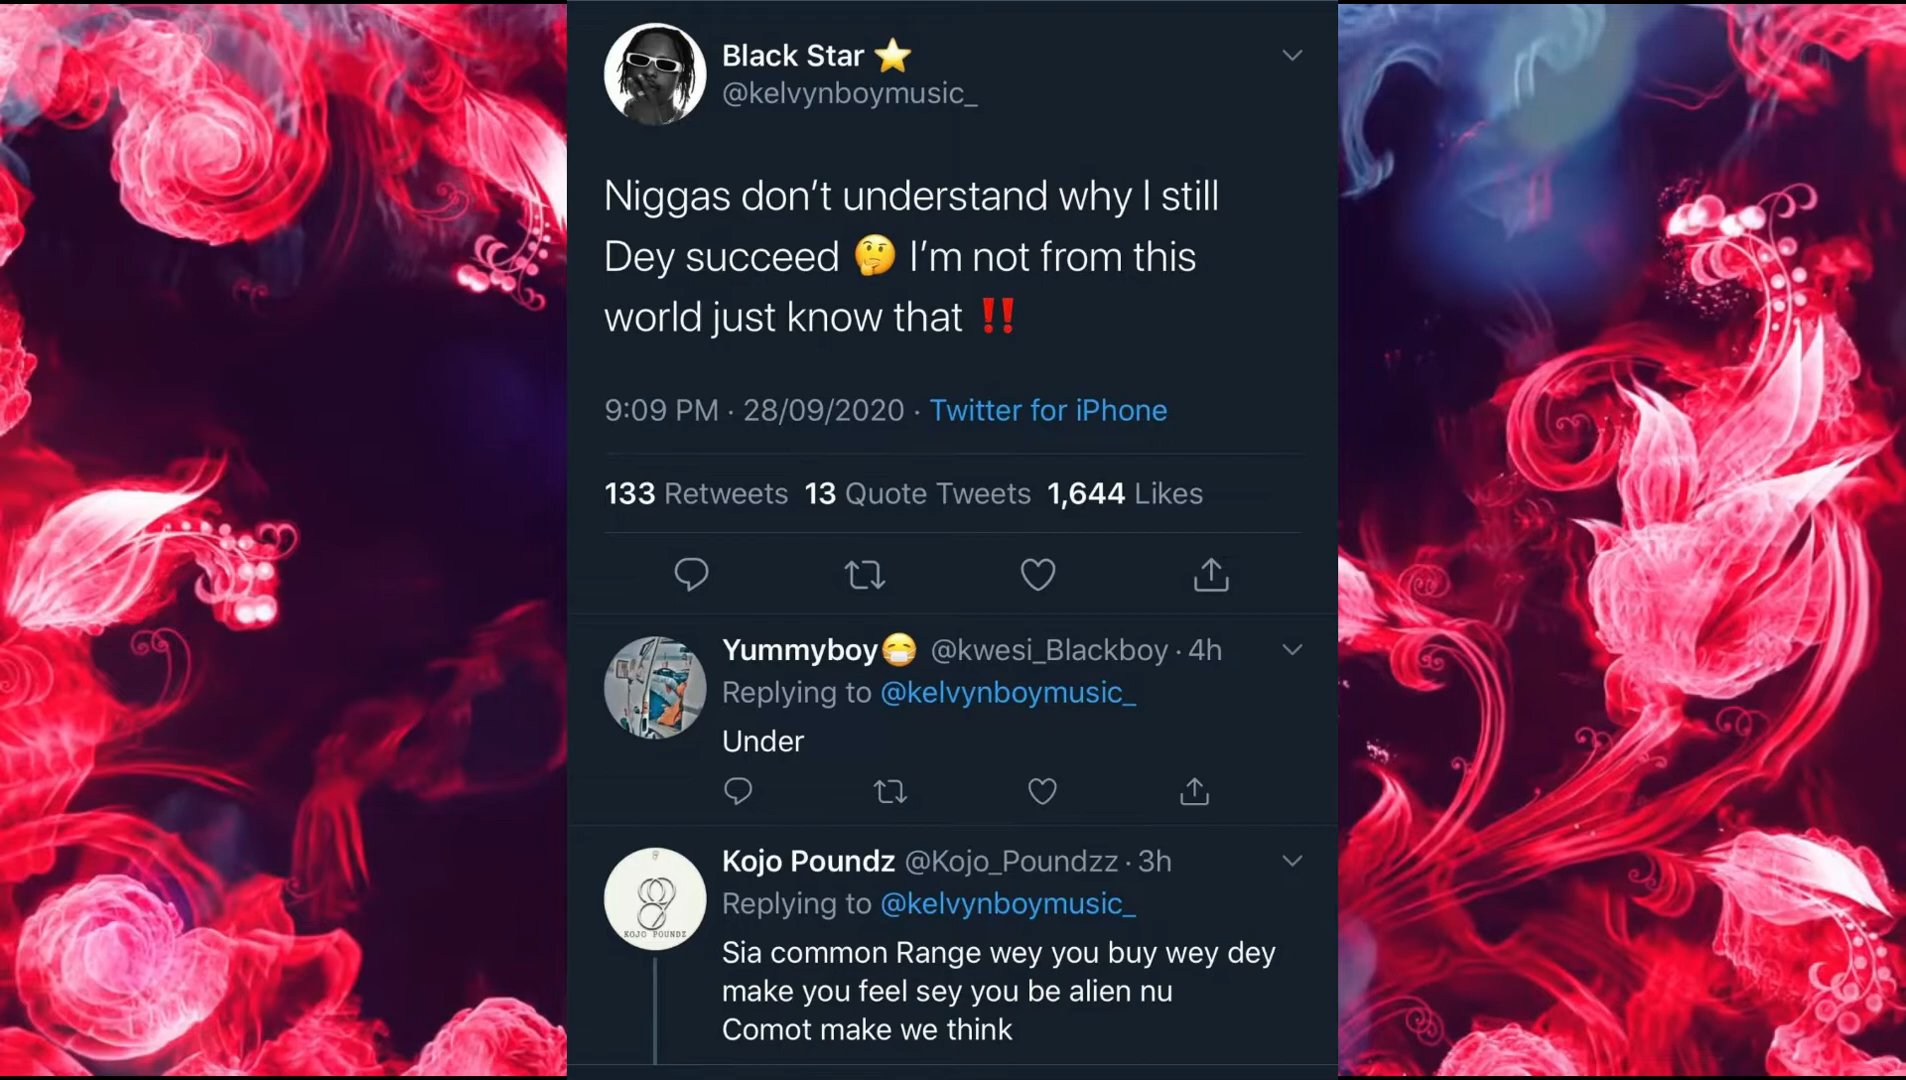 Black Star ⭐
@kelvynboymusic_
Niggas don’t understand why I still
Dey succeed 🤔 I’m not from this
world just know that ‼️
9:09 PM · 28/09/2020 · Twitter for iPhone
133 Retweets 13 Quote Tweets 1,644 Likes
Yummyboy😷 @kwesi_Blackboy · 4h
Replying to @kelvynboymusic_
Under
Kojo Poundz @Kojo_Poundzz · 3h
Replying to @kelvynboymusic_
KOJO POUNDZ
Sia common Range wey you buy wey dey
make you feel sey you be alien nu
Comot make we think